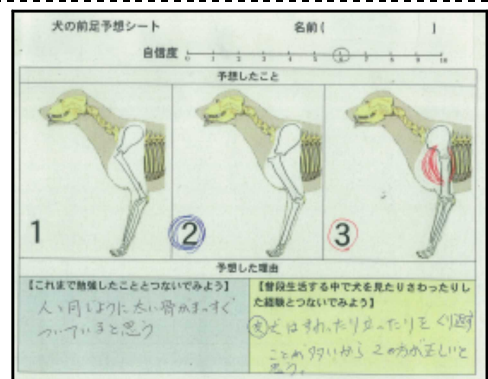 犬の前足予想シート 名前( )
自信度 0 1 2 3 4 5 6 7 8 9 10
予想したこと
1 2 3
予想した理由
【これまで勉強したこととつないでみよう】
人と同じように太い骨がまっすぐ
ついていると思う
【普段生活する中で犬を見たりさわったりし
た経験とつないでみよう】
犬はすわったり立ったりをくり返す
ことが多いから2の方が正しいと
思う。